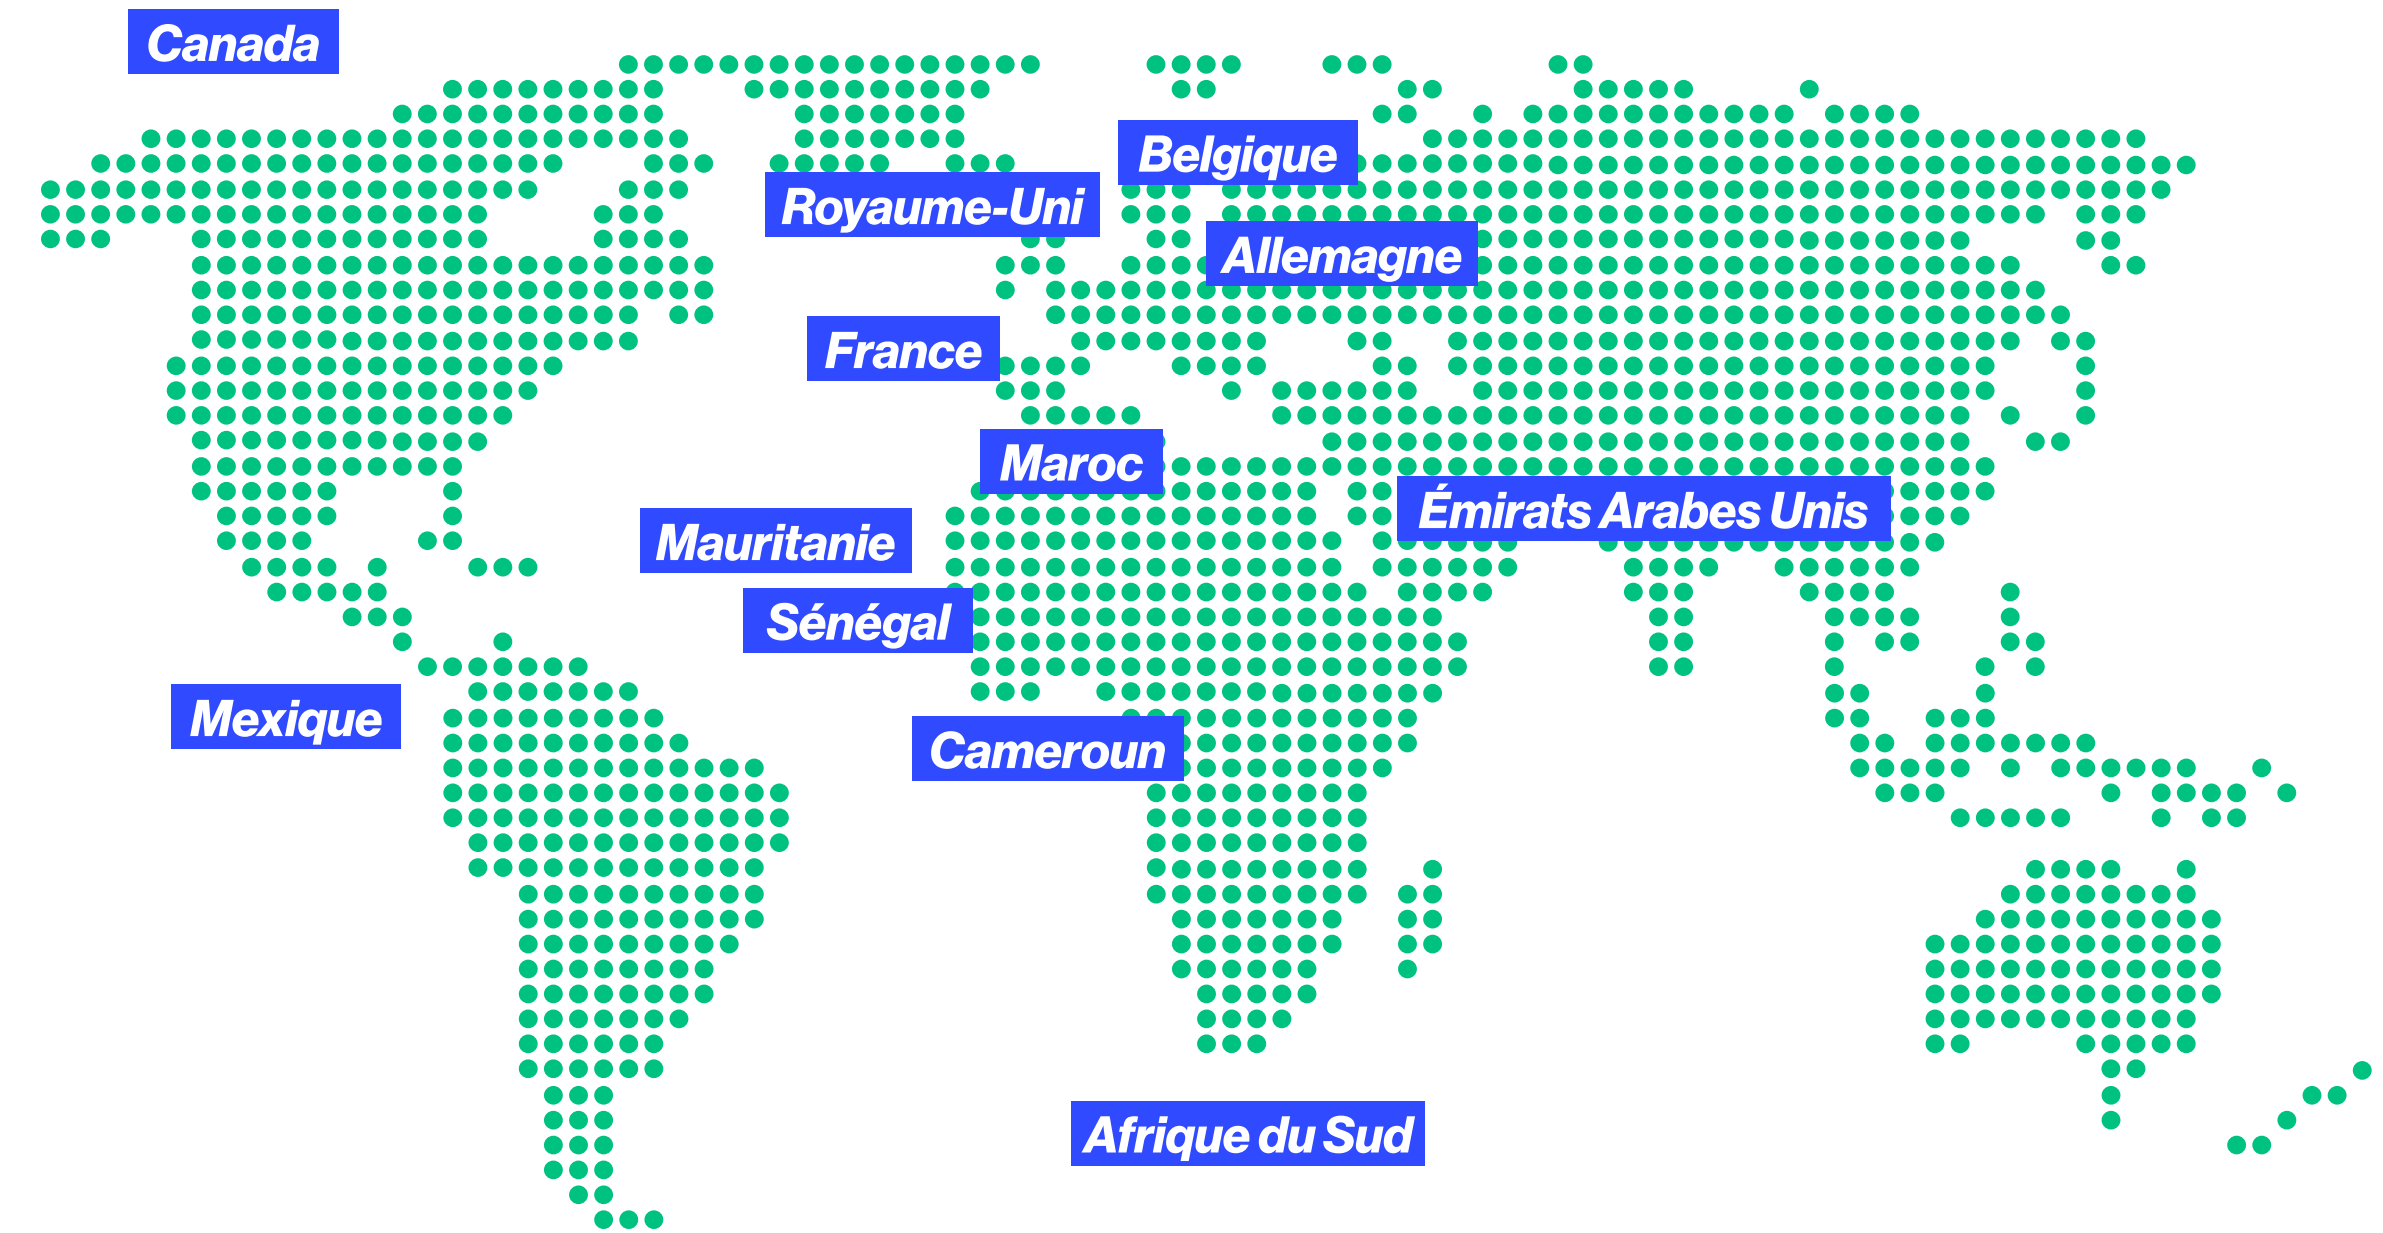 Canada
Belgique
Royaume-Uni
Allemagne
France
Maroc
Émirats Arabes Unis
Mauritanie
Sénégal
Mexique
Cameroun
Afrique du Sud